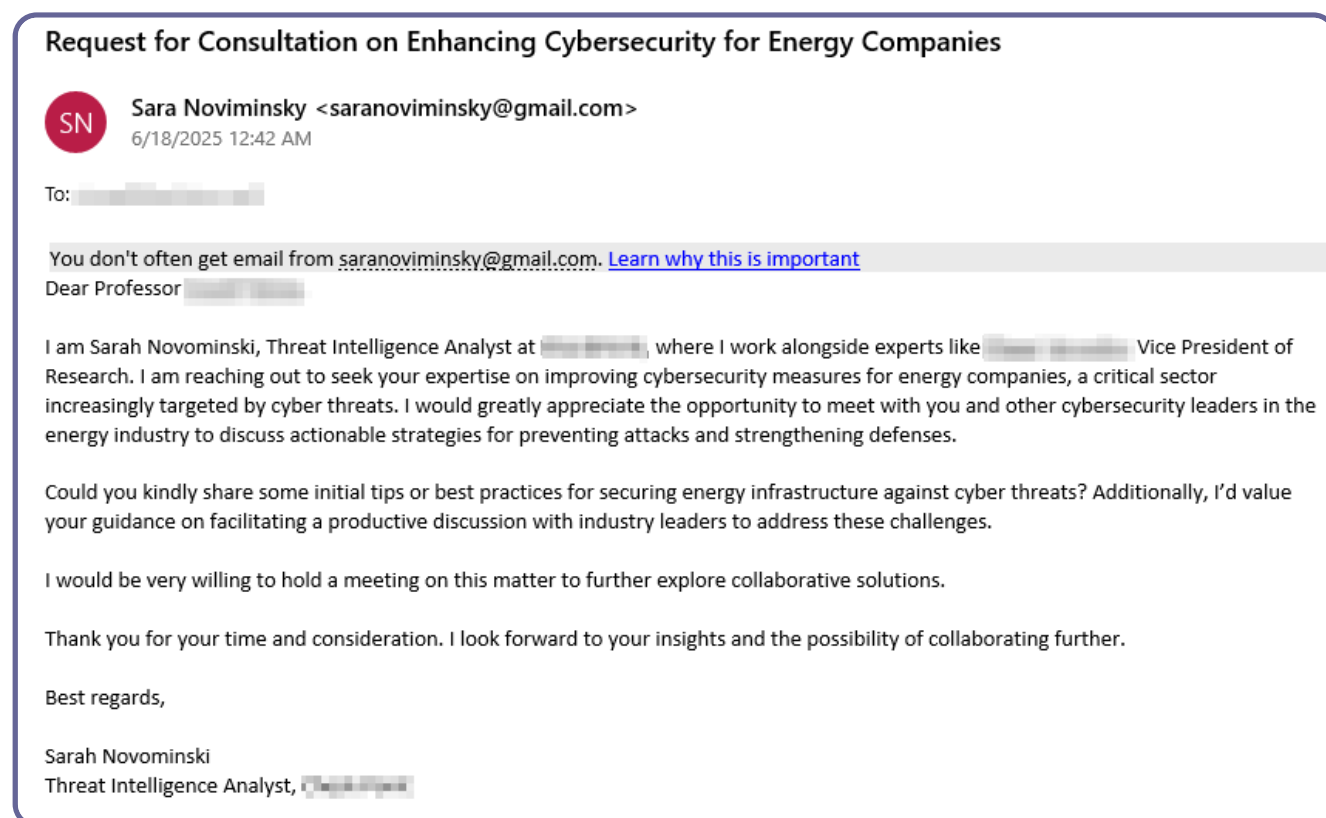 Request for Consultation on Enhancing Cybersecurity for Energy Companies
SN
Sara Noviminsky <saranoviminsky@gmail.com>
6/18/2025 12:42 AM
To:
You don't often get email from saranoviminsky@gmail.com. Learn why this is important
Dear Professor
I am Sarah Novominski, Threat Intelligence Analyst at , where I work alongside experts like Vice President of
Research. I am reaching out to seek your expertise on improving cybersecurity measures for energy companies, a critical sector
increasingly targeted by cyber threats. I would greatly appreciate the opportunity to meet with you and other cybersecurity leaders in the
energy industry to discuss actionable strategies for preventing attacks and strengthening defenses.
Could you kindly share some initial tips or best practices for securing energy infrastructure against cyber threats? Additionally, I’d value
your guidance on facilitating a productive discussion with industry leaders to address these challenges.
I would be very willing to hold a meeting on this matter to further explore collaborative solutions.
Thank you for your time and consideration. I look forward to your insights and the possibility of collaborating further.
Best regards,
Sarah Novominski
Threat Intelligence Analyst,